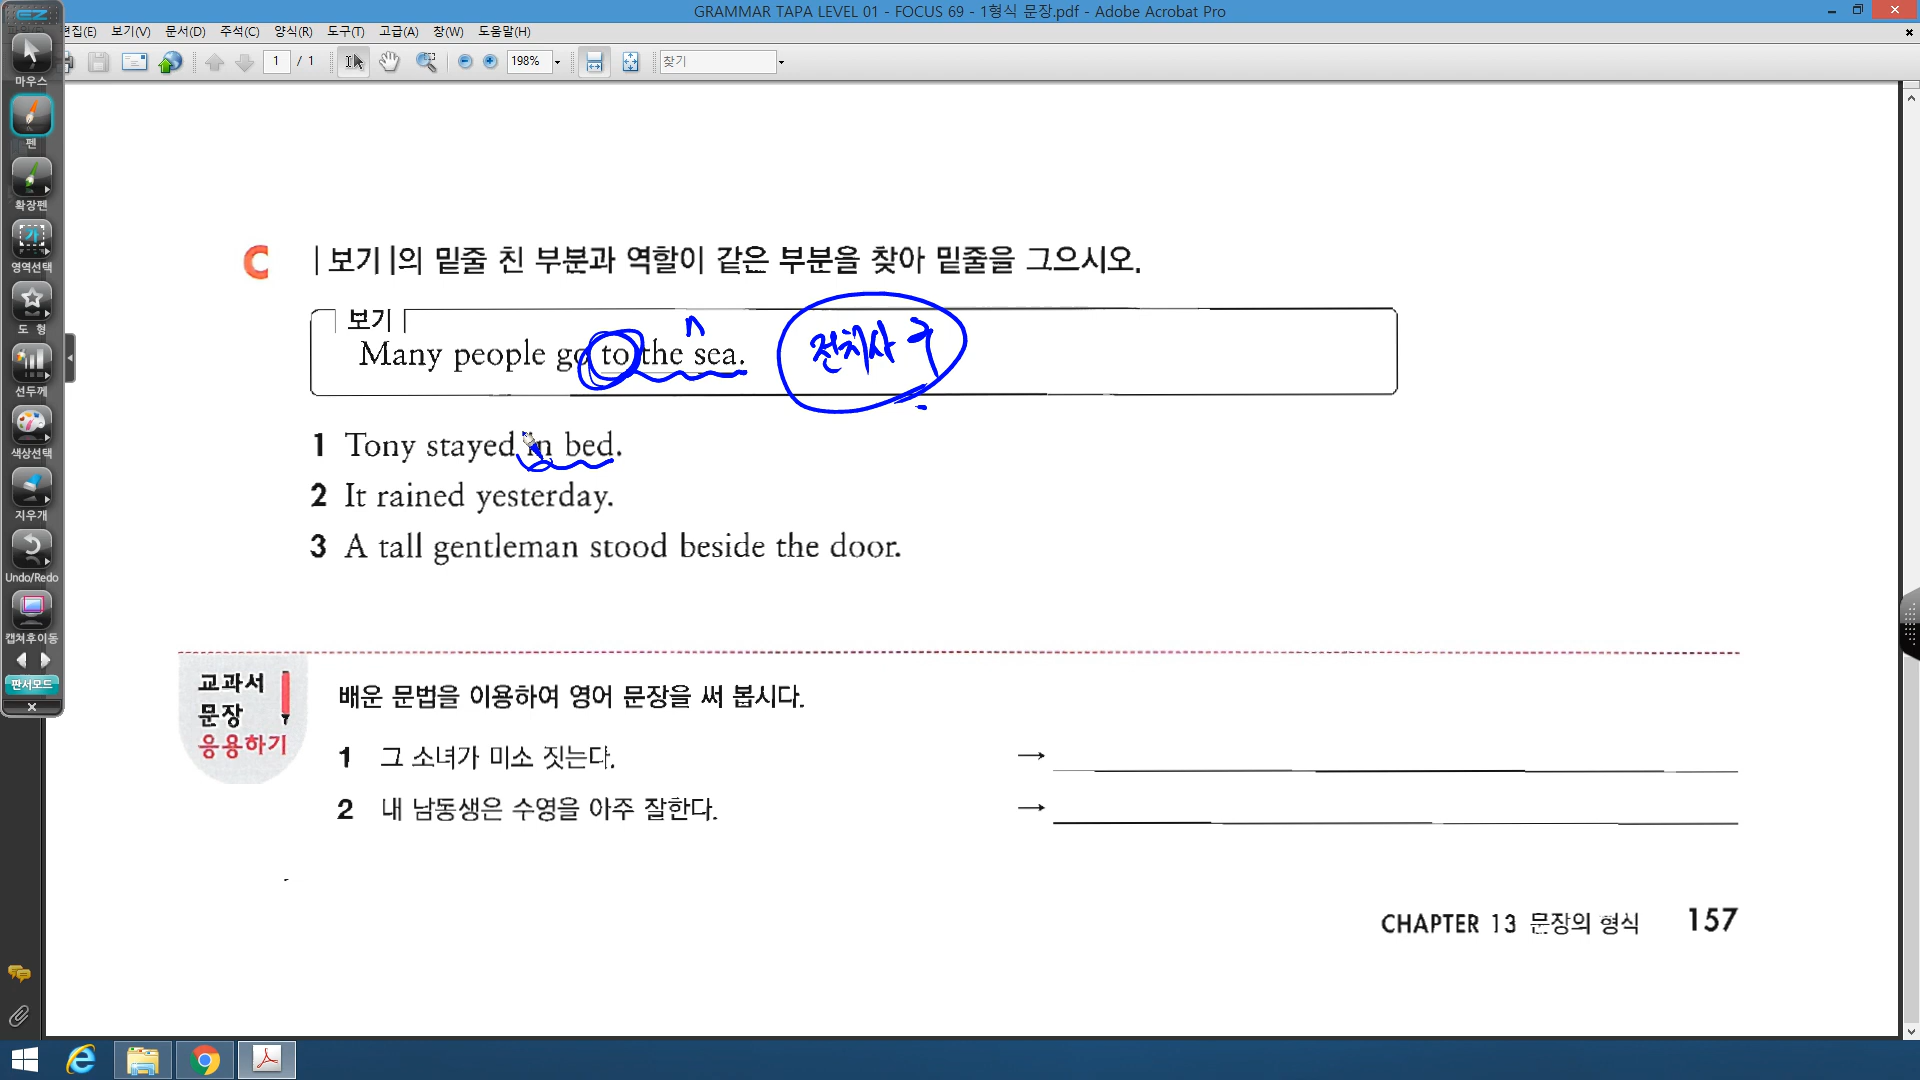 GRAMMAR TAPA LEVEL 01 - FOCUS 69 - 1형식 문장.pdf - Adobe Acrobat Pro
편집(E) 보기(V) 문서(D) 주석(C) 양식(R) 도구(T) 고급(A) 창(W) 도움말(H)
1 / 1 198% 찾기
EZ
마우스
펜
확장펜
영역선택
도 형
선두께
색상선택
지우개
Undo/Redo
캡쳐후이동
판서모드
C |보기|의 밑줄 친 부분과 역할이 같은 부분을 찾아 밑줄을 그으시오.
보기
n
Many people go to the sea. 전치사구
1 Tony stayed in bed.
2 It rained yesterday.
3 A tall gentleman stood beside the door.
교과서
문장
응용하기
배운 문법을 이용하여 영어 문장을 써 봅시다.
1 그 소녀가 미소 짓는다. →
2 내 남동생은 수영을 아주 잘한다. →
CHAPTER 13 문장의 형식 157